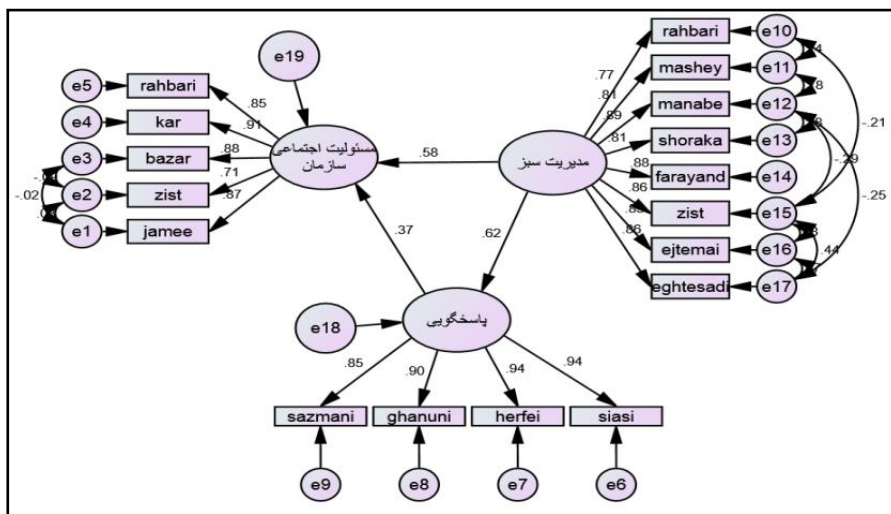 e19
e5
rahbari
.85
e4
kar
.91
e3
bazar
.88
e2
zist
.71
e1
jamee
.87
-.02
مسئولیت اجتماعی
سازمان
.58
مدیریت سبز
.37
.62
پاسخگویی
e18
.85
.90
.94
.94
sazmani
ghanuni
herfei
siasi
e9
e8
e7
e6
rahbari
e10
.77
mashey
e11
.81
manabe
e12
.89
shoraka
e13
.81
farayand
e14
.88
zist
e15
.86
ejtemai
e16
eghtesadi
e17
.86
-.21
-.29
-.25
.44